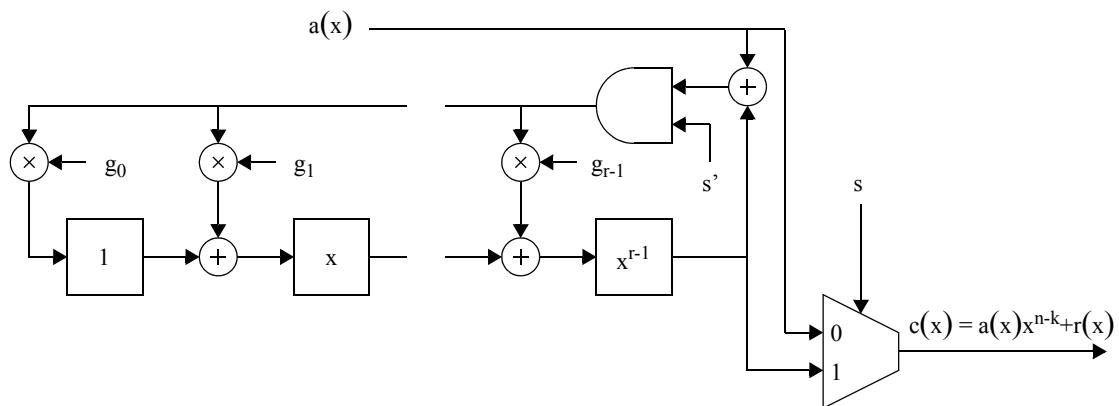 a(x)
+
× g₀ × g₁ × gᵣ₋₁ s’ s
1 + x + xʳ⁻¹
c(x) = a(x)xⁿ⁻ᵏ+r(x)
0
1